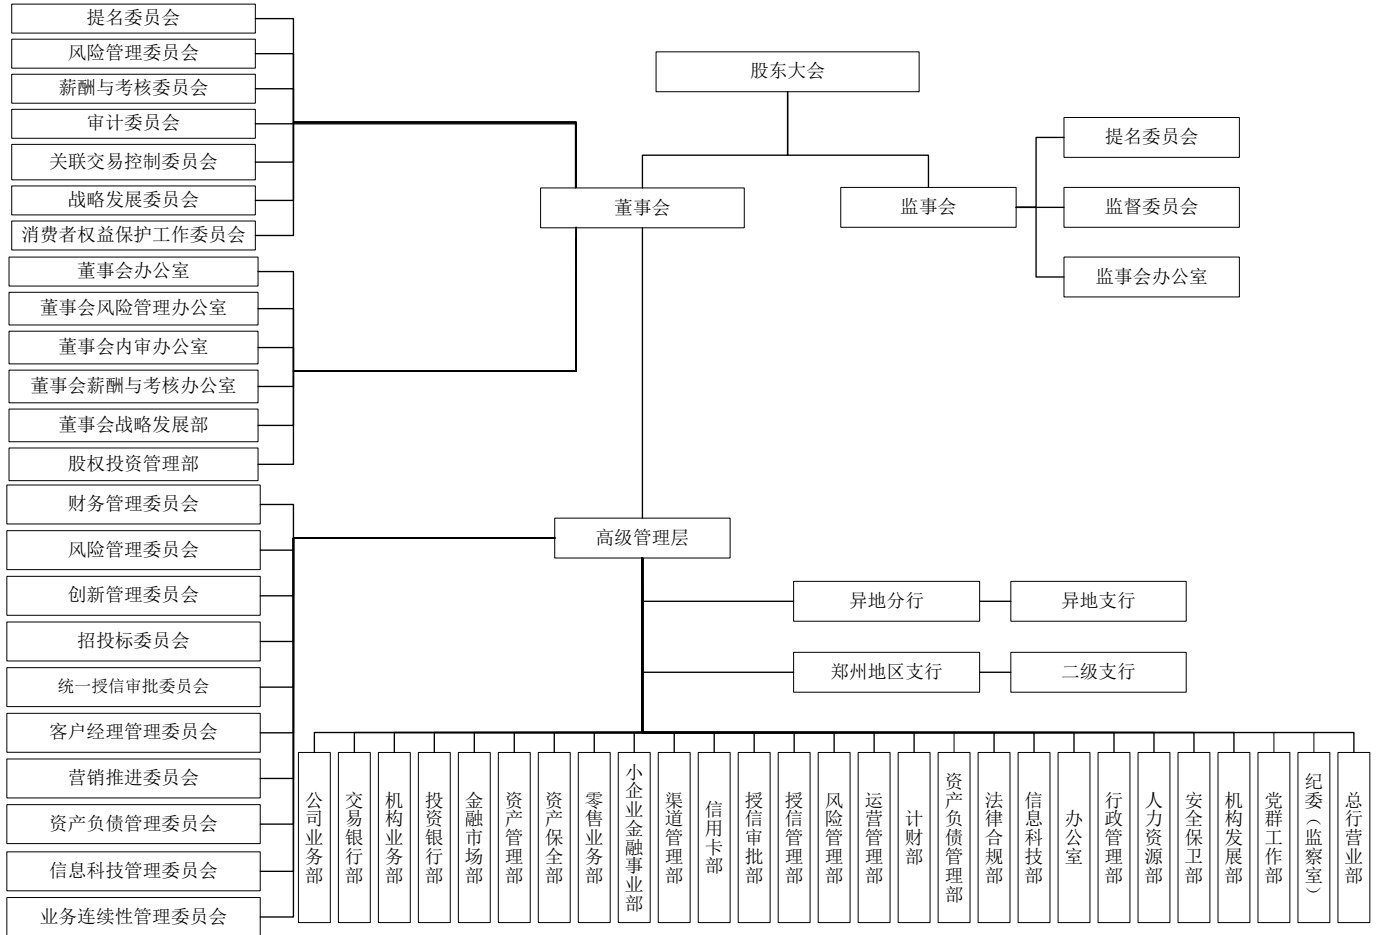 股东大会
董事会
监事会
提名委员会
监督委员会
监事会办公室
提名委员会
风险管理委员会
薪酬与考核委员会
审计委员会
关联交易控制委员会
战略发展委员会
消费者权益保护工作委员会
董事会办公室
董事会风险管理办公室
董事会内审办公室
董事会薪酬与考核办公室
董事会战略发展部
股权投资管理部
高级管理层
财务管理委员会
风险管理委员会
创新管理委员会
招投标委员会
统一授信审批委员会
客户经理管理委员会
营销推进委员会
资产负债管理委员会
信息科技管理委员会
业务连续性管理委员会
异地分行
异地支行
郑州地区支行
二级支行
公司业务部
交易银行部
机构业务部
投资银行部
金融市场部
资产管理部
资产保全部
零售业务部
小企业金融事业部
渠道管理部
信用卡部
授信审批部
授信管理部
风险管理部
运营管理部
计财部
资产负债管理部
法律合规部
信息科技部
办公室
行政管理部
人力资源部
安全保卫部
机构发展部
党群工作部
纪委（监察室）
总行营业部